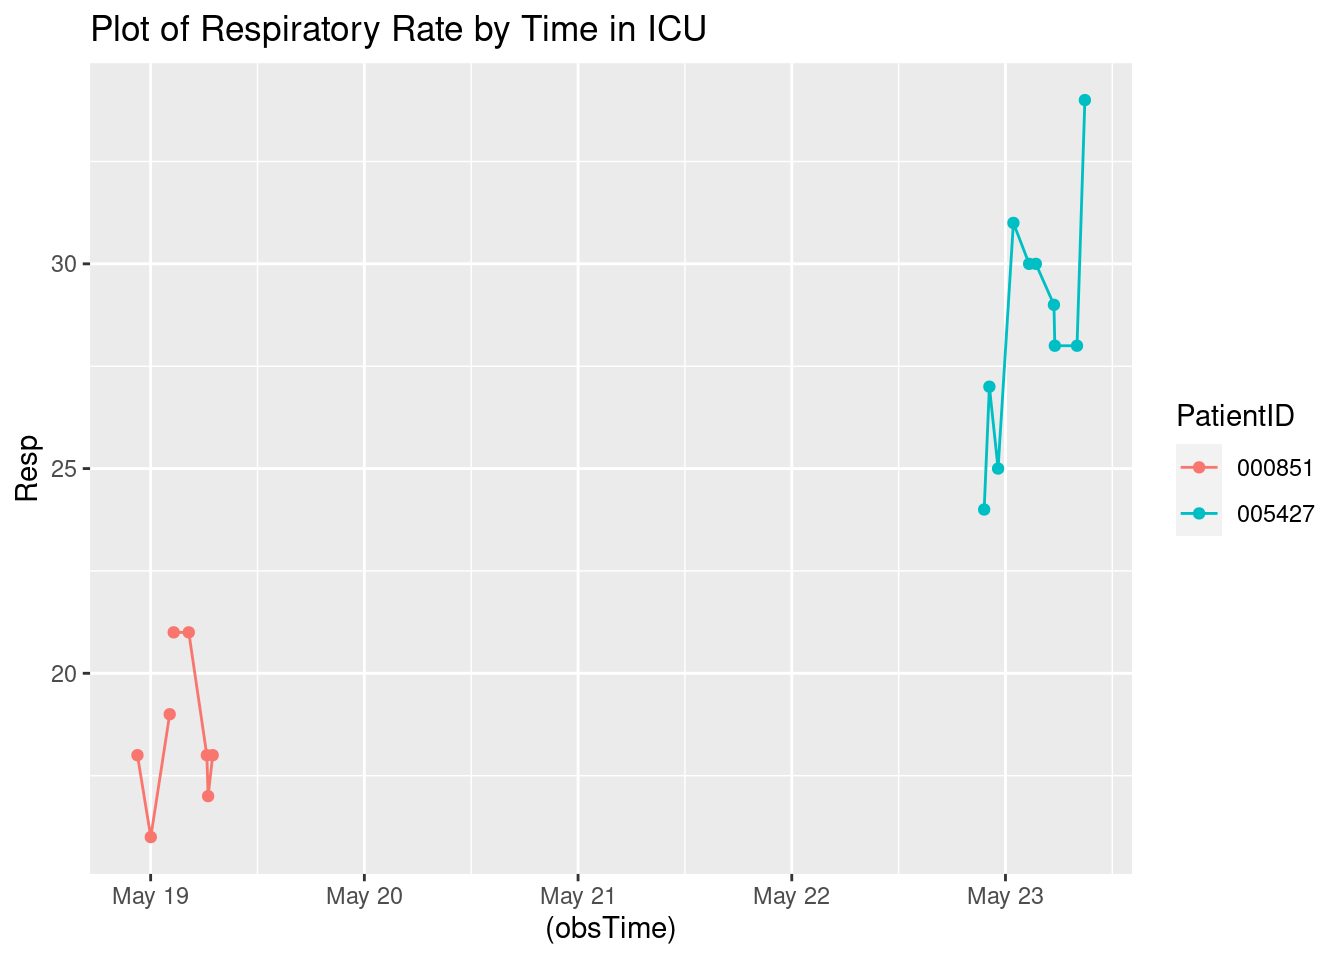 Plot of Respiratory Rate by Time in ICU
30
25
20
Resp
May 19
May 20
May 21
May 22
May 23
(obsTime)
PatientID
000851
005427